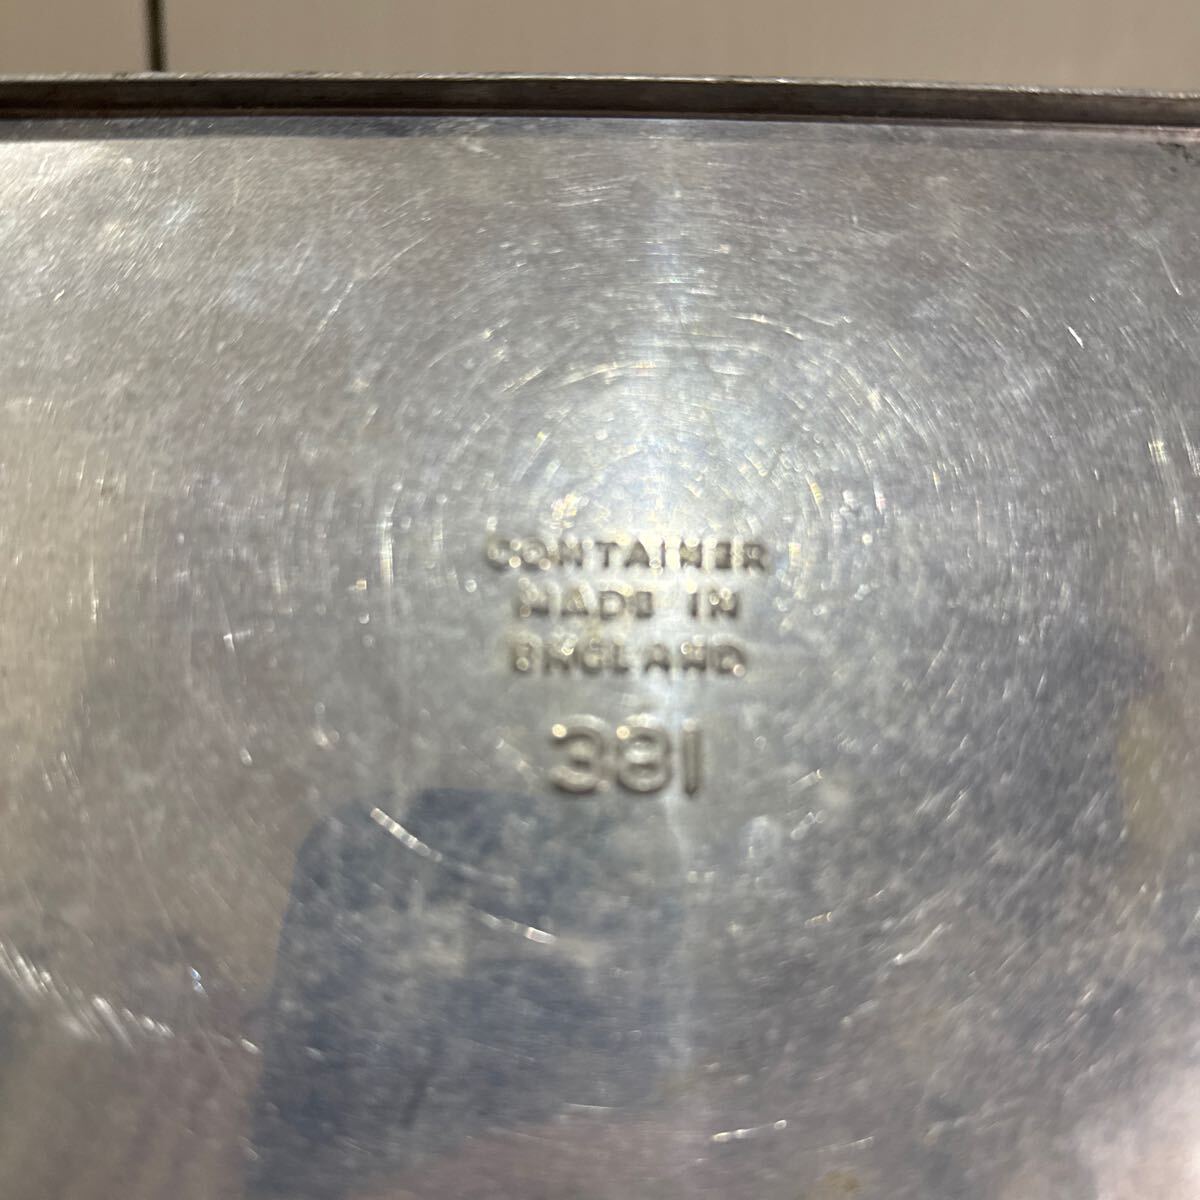 CONTAINER
MADE IN
ENGLAND
381